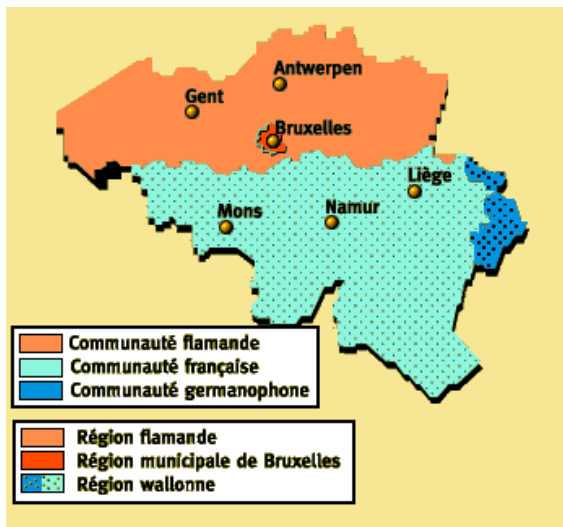 Antwerpen
Gent
Bruxelles
Liège
Mons
Namur
Communauté flamande
Communauté française
Communauté germanophone
Région flamande
Région municipale de Bruxelles
Région wallonne